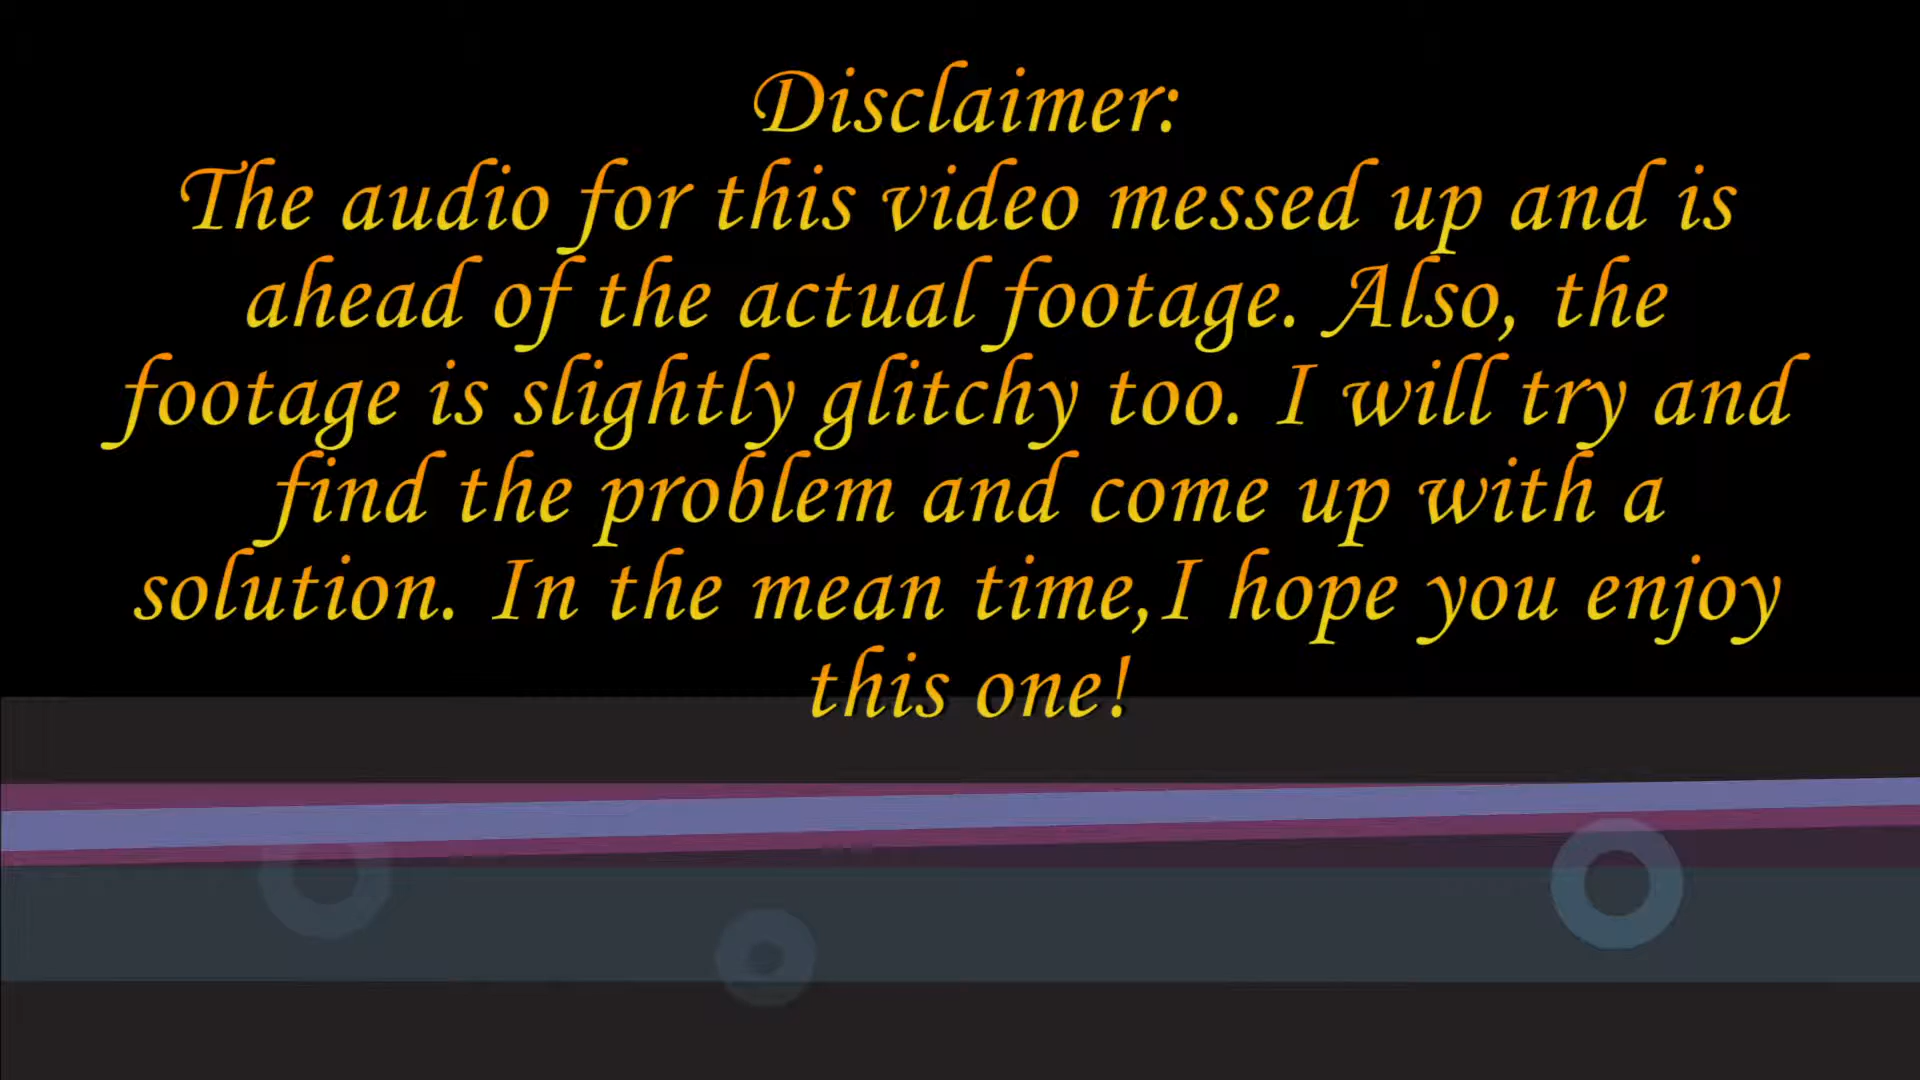 Disclaimer:
The audio for this video messed up and is
ahead of the actual footage. Also, the
footage is slightly glitchy too. I will try and
find the problem and come up with a
solution. In the mean time,I hope you enjoy
this one!